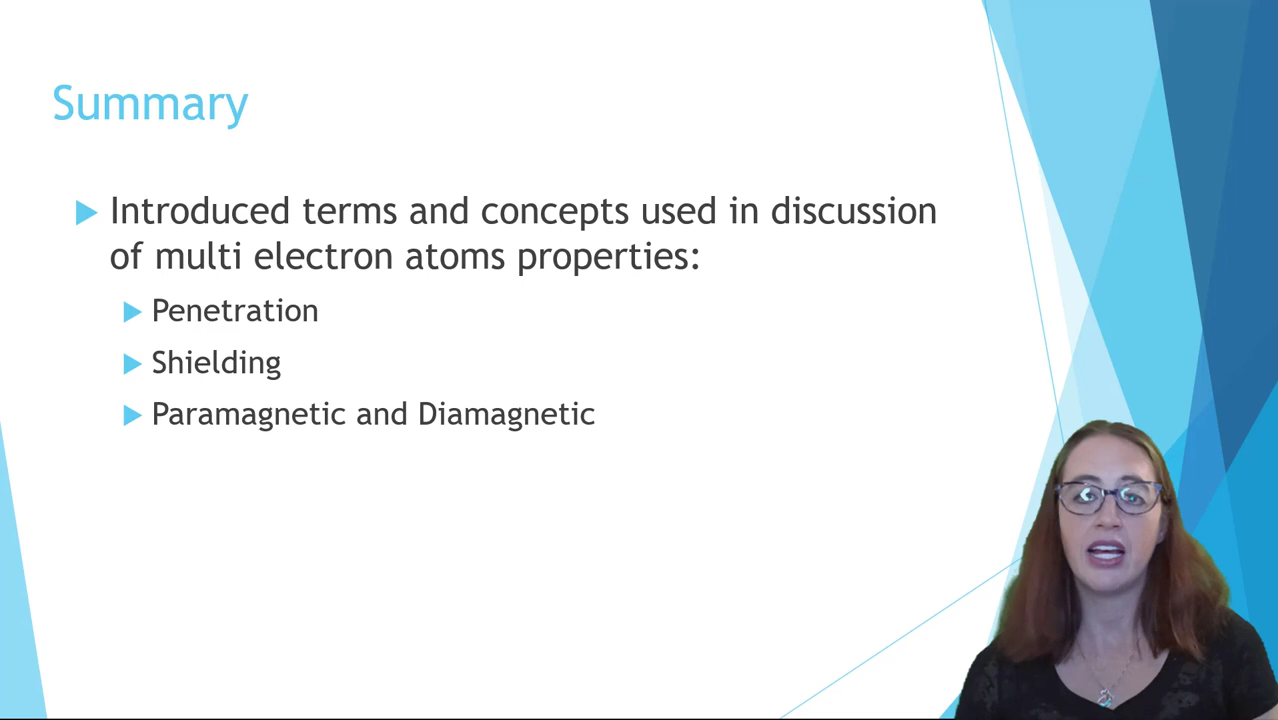 Summary
Introduced terms and concepts used in discussion
of multi electron atoms properties:
Penetration
Shielding
Paramagnetic and Diamagnetic